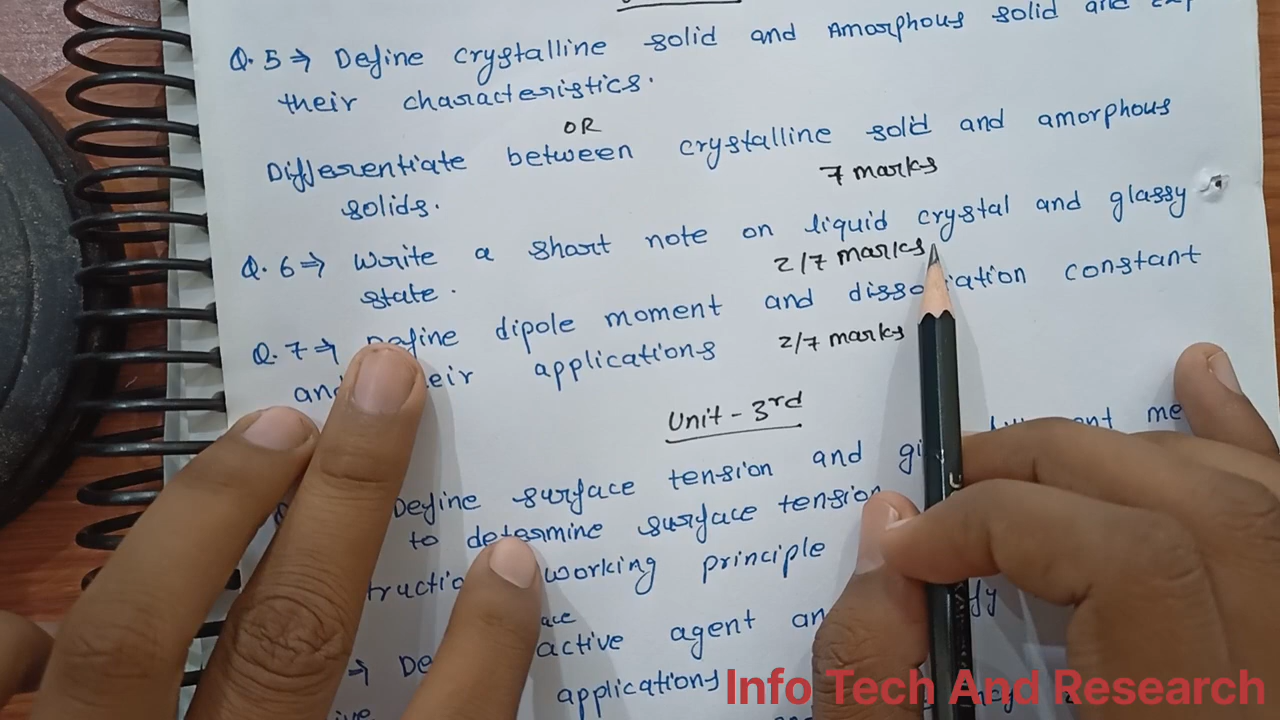 Q.5⇒ Define crystalline solid and Amorphous solid and
their characteristics.
OR
Differentiate between crystalline solid and amorphous
solids.
7 marks
Q.6⇒ Write a short note on liquid crystal and glassy
state.
2/7 marks
Q.7⇒ Define dipole moment and constant
applications
2/7 marks
Unit - 3rd
Define surface tension and
to determine surface tension
working principle
active agent
applications
Info Tech And Research